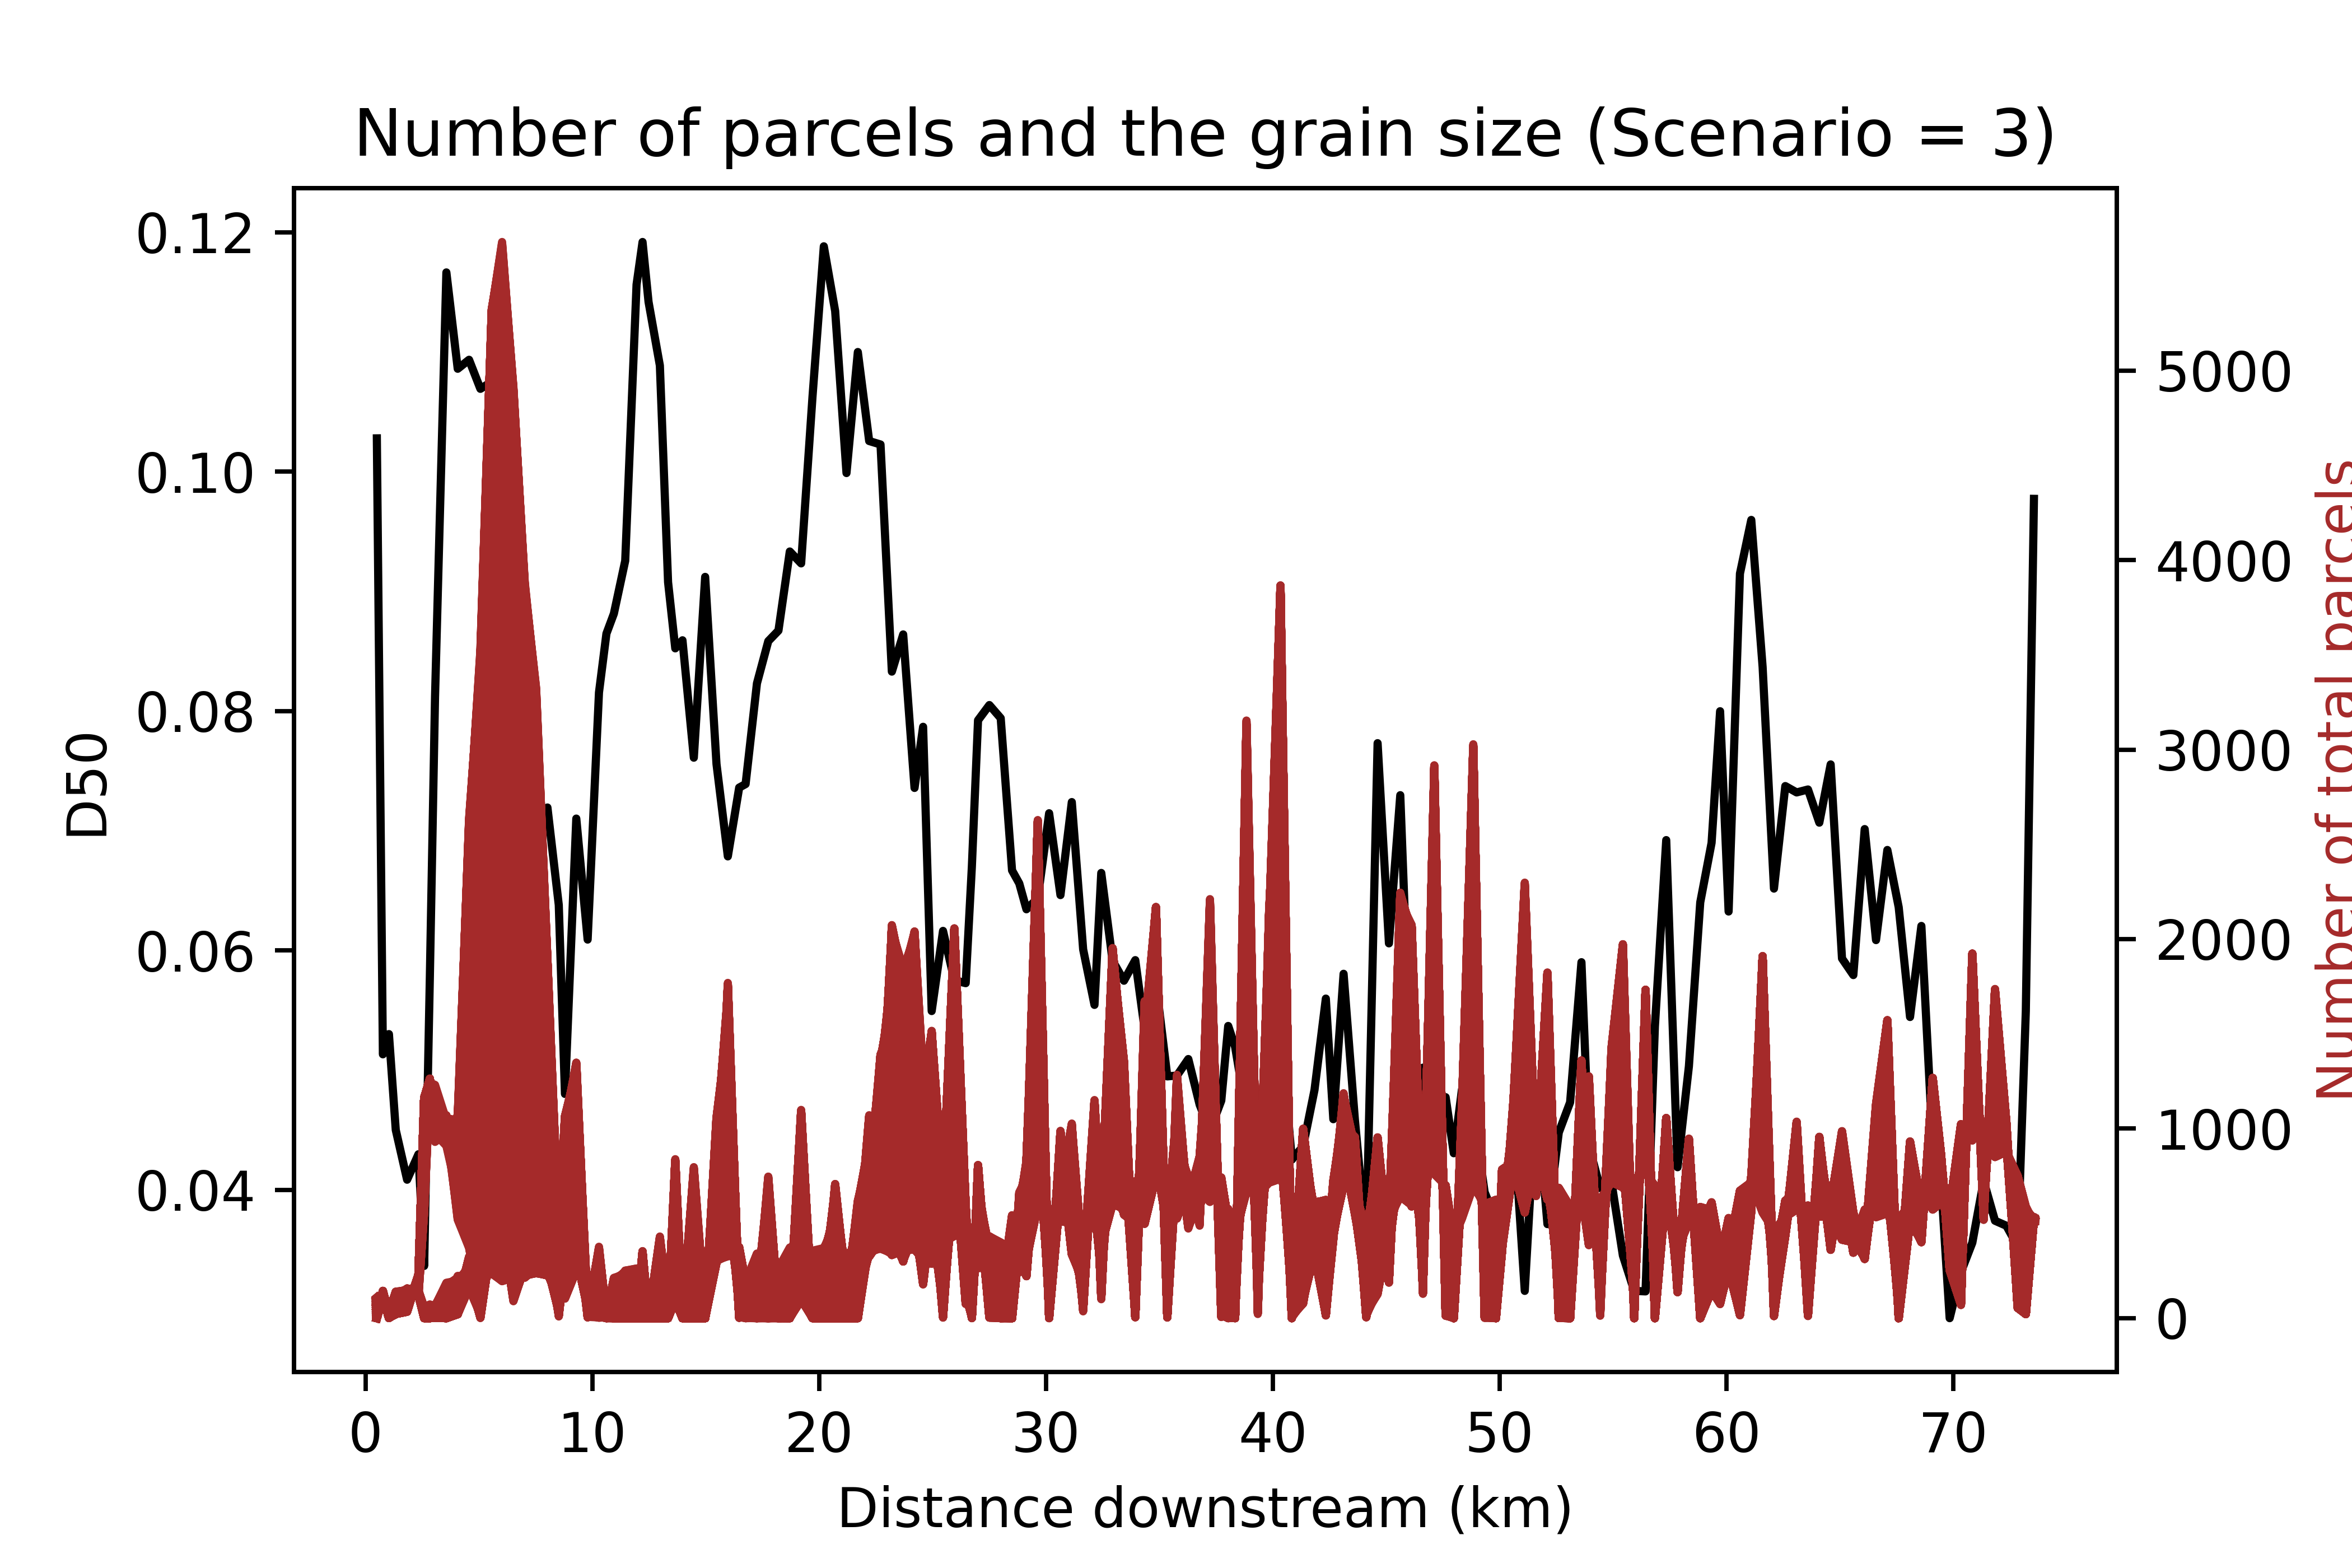 Number of parcels and the grain size (Scenario = 3)
0.12
0.10
0.08
0.06
0.04
D50
5000
4000
3000
2000
1000
0
Number of total parcels
0 10 20 30 40 50 60 70
Distance downstream (km)